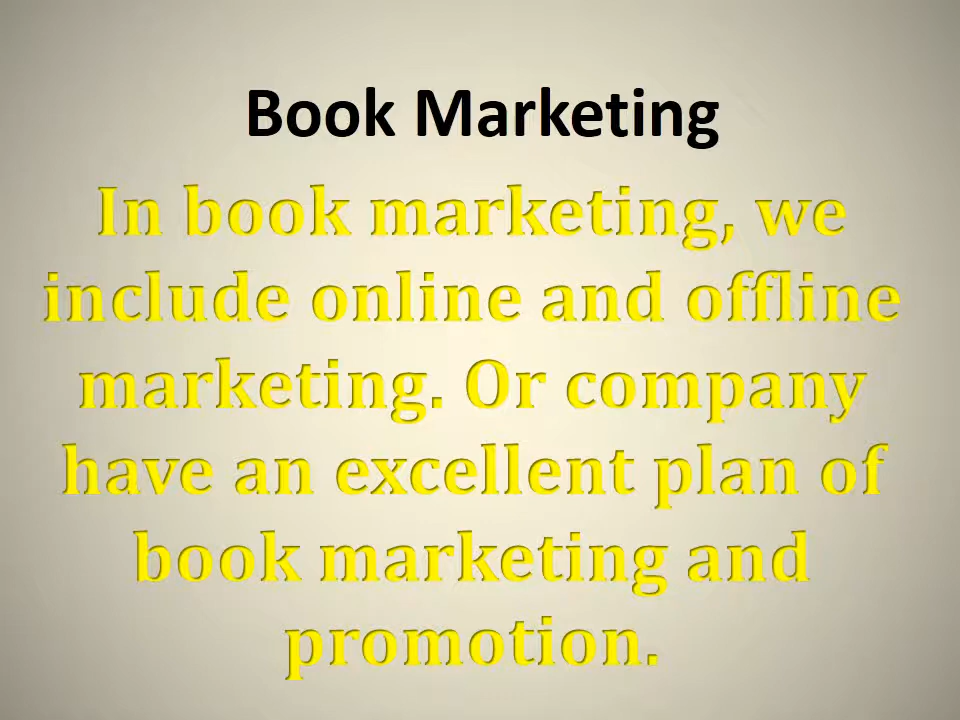 Book Marketing
In book marketing, we
include online and offline
marketing. Or company
have an excellent plan of
book marketing and
promotion.